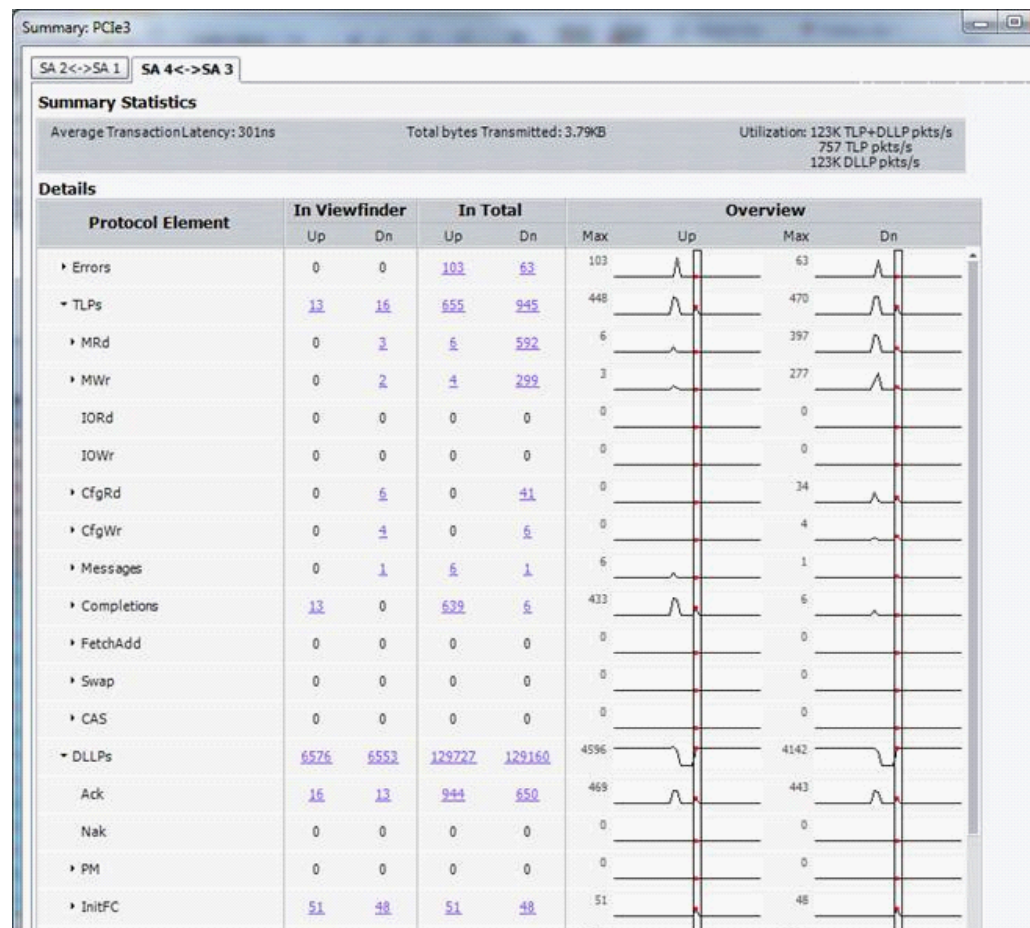 Summary: PCIe3
SA 2<->SA 1 SA 4<->SA 3
Summary Statistics
Average Transaction Latency: 301ns Total bytes Transmitted: 3.79KB Utilization: 123K TLP+DLLP pkts/s
757 TLP pkts/s
123K DLLP pkts/s
Details
Protocol Element In Viewfinder In Total Overview
Up Dn Up Dn Max Up Max Dn
Errors 0 0 103 63 103 63
TLPs 13 16 655 945 448 470
MRd 0 3 6 592 6 397
MWr 0 2 4 299 3 277
IORd 0 0 0 0 0 0
IOWr 0 0 0 0 0 0
CfgRd 0 6 0 41 0 34
CfgWr 0 4 0 6 0 4
Messages 0 1 6 1 6 1
Completions 13 0 639 6 433 6
FetchAdd 0 0 0 0 0 0
Swap 0 0 0 0 0 0
CAS 0 0 0 0 0 0
DLLPs 6576 6553 129727 129160 4596 4142
Ack 16 13 944 650 469 443
Nak 0 0 0 0 0 0
PM 0 0 0 0 0 0
InitFC 51 48 51 48 51 48